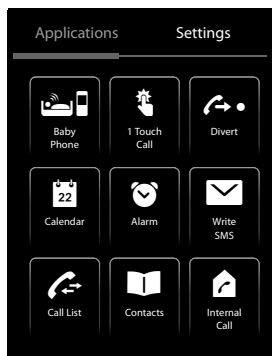 Applications Settings
Baby
Phone
1 Touch
Call
Divert
22
Calendar
Alarm
Write
SMS
Call List
Contacts
Internal
Call